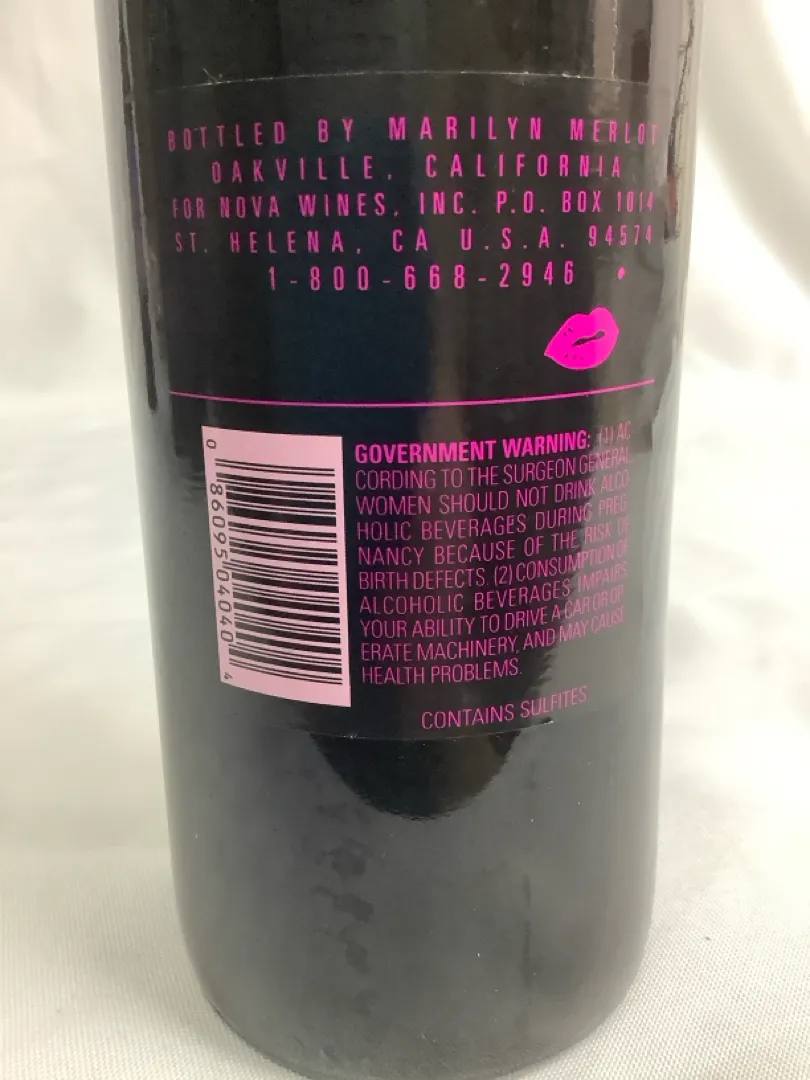 BOTTLED BY MARILYN MERLOT
OAKVILLE, CALIFORNIA
FOR NOVA WINES, INC. P.O. BOX 1014
ST. HELENA, CA U.S.A. 94574
1-800-668-2946 •
GOVERNMENT WARNING: (1) AC
CORDING TO THE SURGEON GENERAL
WOMEN SHOULD NOT DRINK ALCO
HOLIC BEVERAGES DURING PREG
NANCY BECAUSE OF THE RISK OF
BIRTH DEFECTS. (2) CONSUMPTION OF
ALCOHOLIC BEVERAGES IMPAIRS
YOUR ABILITY TO DRIVE A CAR OR OP
ERATE MACHINERY, AND MAY CAUSE
HEALTH PROBLEMS.
CONTAINS SULFITES
0 86095 04040 4